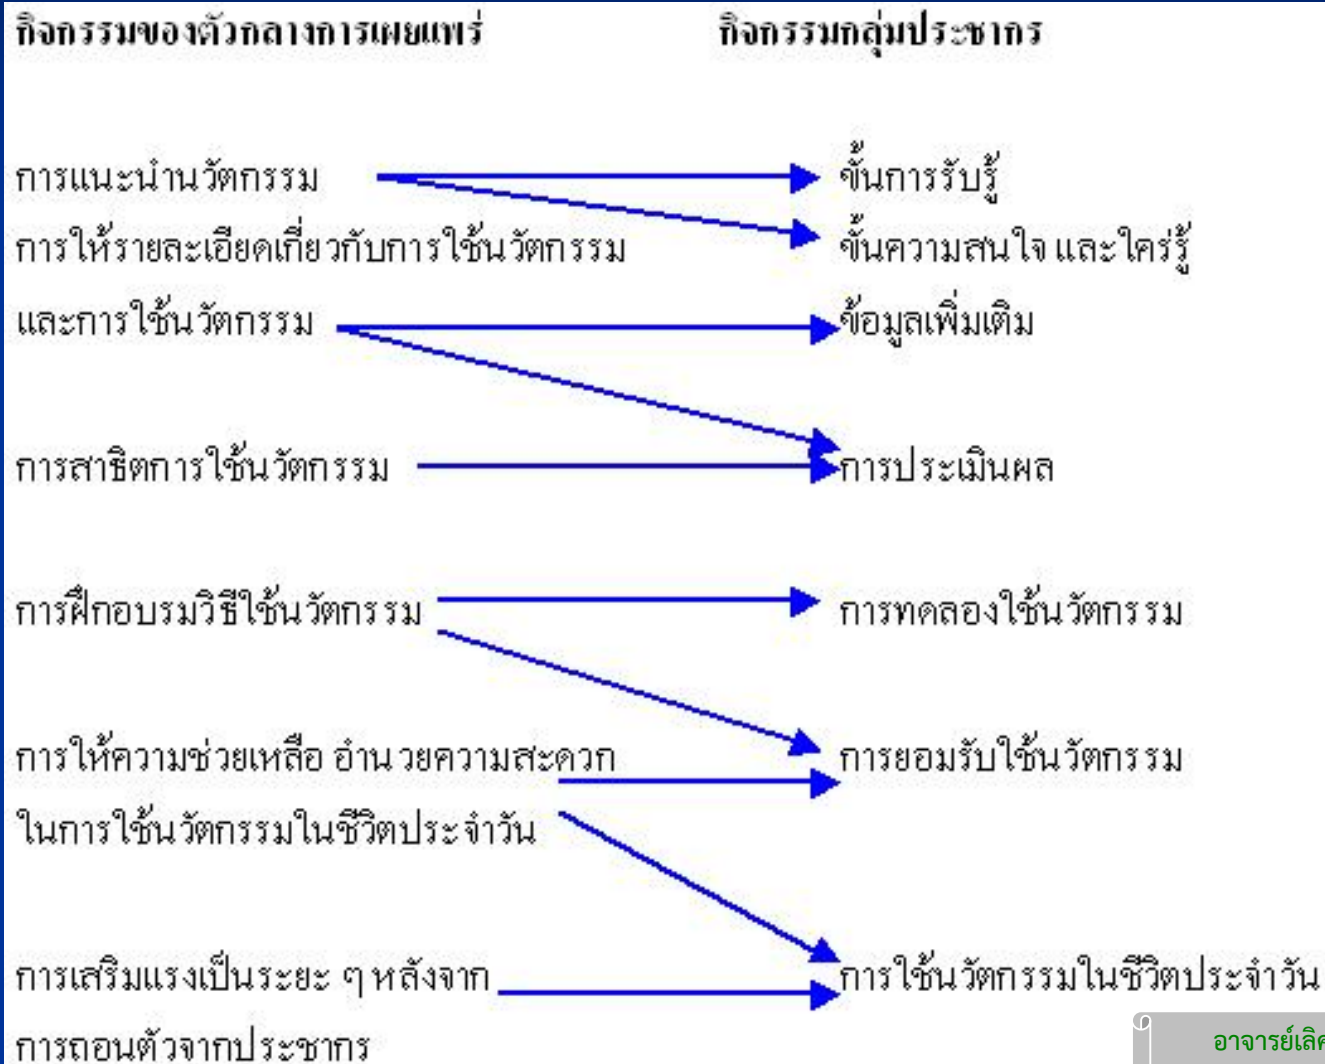 กิจกรรมของตัวกลางการเผยแพร่ กิจกรรมกลุ่มประชากร
การแนะนำนวัตกรรม ขั้นการรับรู้
การให้รายละเอียดเกี่ยวกับการใช้นวัตกรรม ขั้นความสนใจ และใคร่รู้
และการใช้นวัตกรรม ข้อมูลเพิ่มเติม
การสาธิตการใช้นวัตกรรม การประเมินผล
การฝึกอบรมวิธีใช้นวัตกรรม การทดลองใช้นวัตกรรม
การให้ความช่วยเหลือ อำนวยความสะดวก การยอมรับใช้นวัตกรรม
ในการใช้นวัตกรรมในชีวิตประจำวัน
การเสริมแรงเป็นระยะ ๆ หลังจาก การใช้นวัตกรรมในชีวิตประจำวัน
การถอนตัวจากประชากร